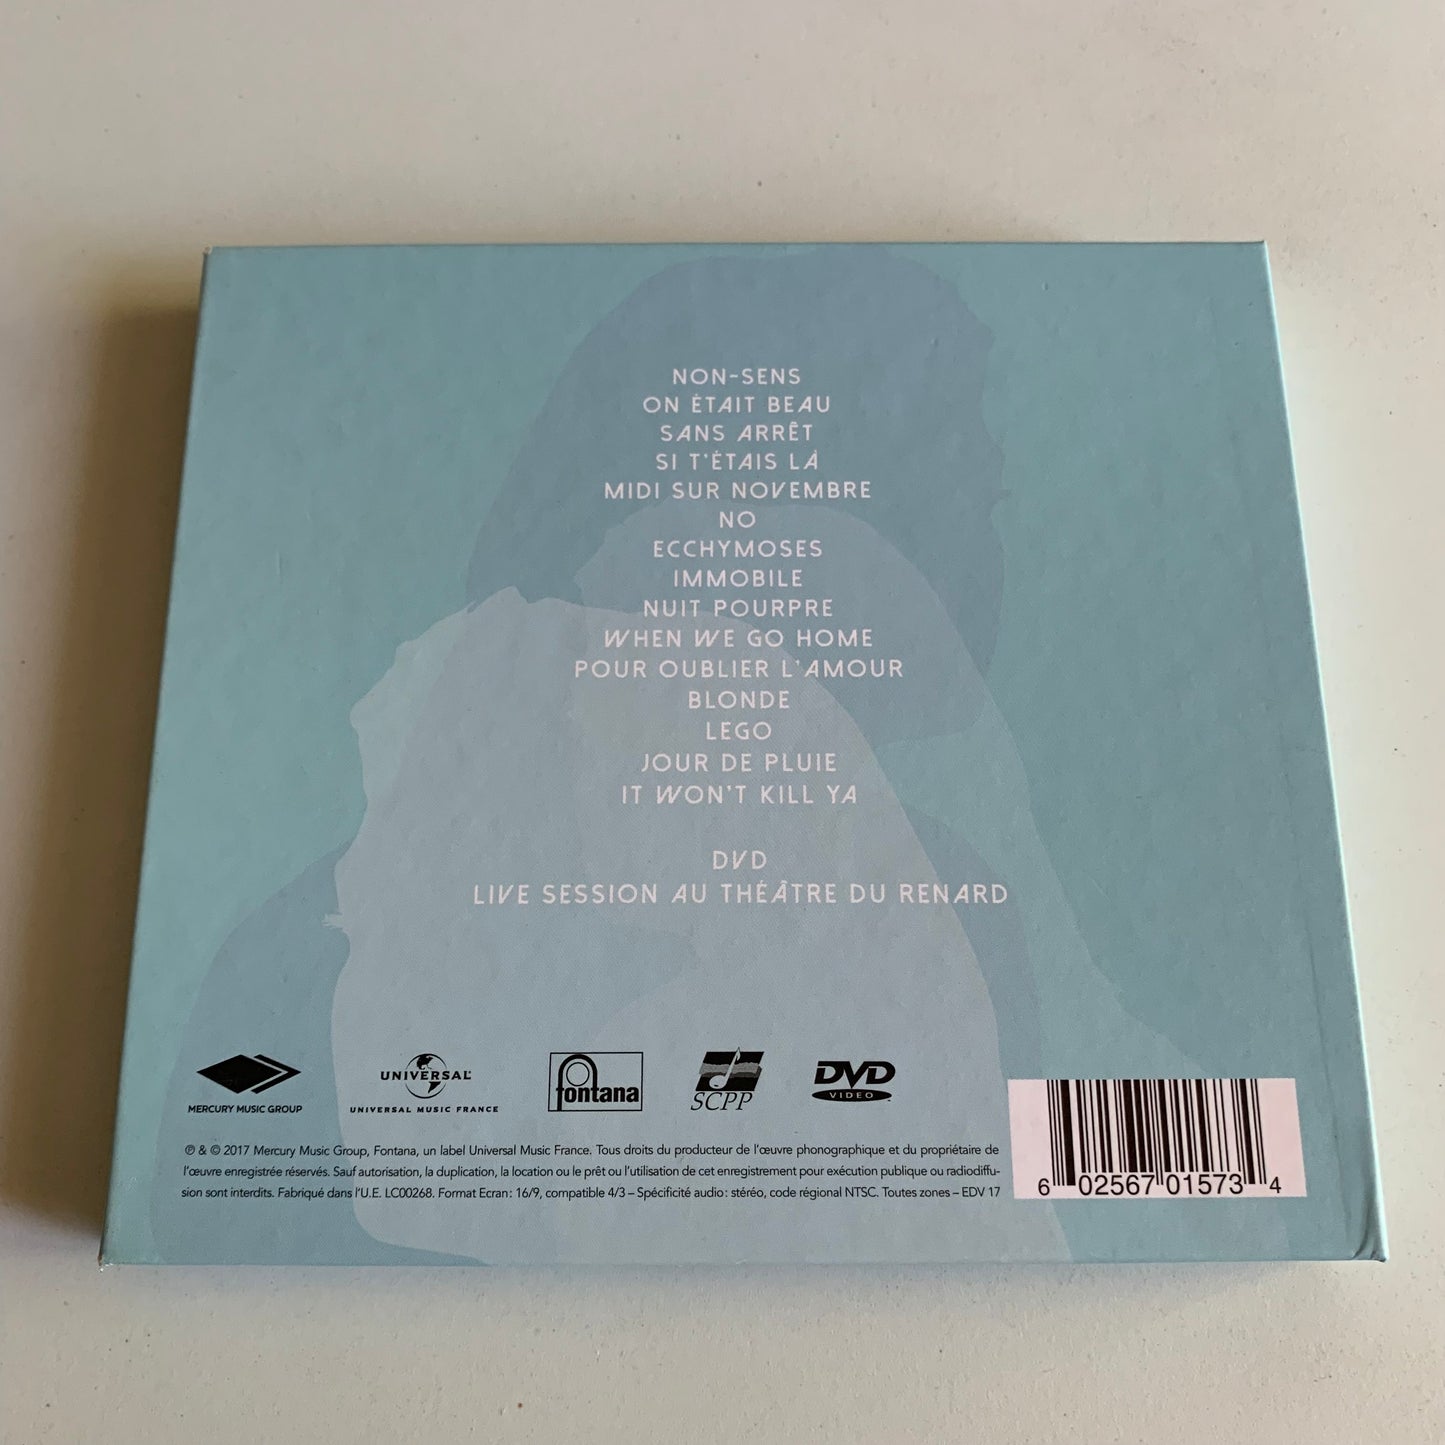 NON-SENS
ON ÉTAIT BEAU
SANS ARRÊT
SI T'ÉTAIS LÀ
MIDI SUR NOVEMBRE
NO
ECCHYMOSES
IMMOBILE
NUIT POURPRE
WHEN WE GO HOME
POUR OUBLIER L'AMOUR
BLONDE
LEGO
JOUR DE PLUIE
IT WON'T KILL YA
DVD
LIVE SESSION AU THÉÂTRE DU RENARD
MERCURY MUSIC GROUP
UNIVERSAL
UNIVERSAL MUSIC FRANCE
fontana
SCPP
DVD
VIDEO
℗ & © 2017 Mercury Music Group, Fontana, un label Universal Music France. Tous droits du producteur de l'œuvre phonographique et du propriétaire de
l'œuvre enregistrée réservés. Sauf autorisation, la duplication, la location ou le prêt ou l'utilisation de cet enregistrement pour exécution publique ou radiodiffu-
sion sont interdits. Fabriqué dans l'U.E. LC00268. Format Ecran : 16/9, compatible 4/3 – Spécificité audio : stéréo, code régional NTSC. Toutes zones – EDV 17
6 02567 01573 4